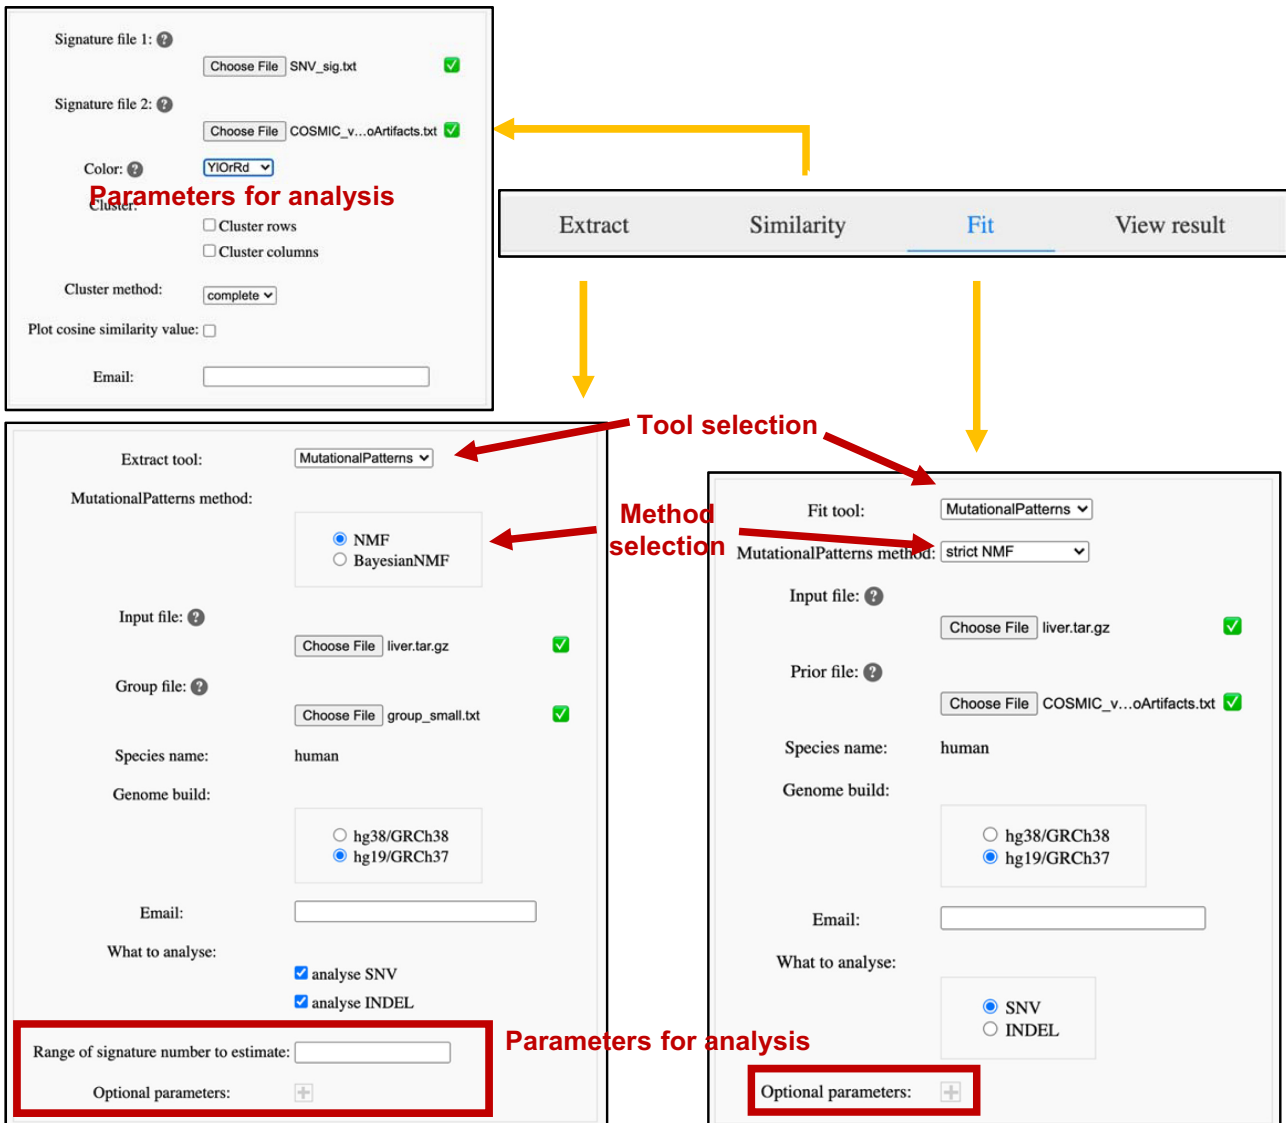 Signature file 1: ?
Choose File SNV_sig.txt
Signature file 2: ?
Choose File COSMIC_v...oArtifacts.txt
Color: ? YlOrRd
Parameters for analysis
Cluster:
Cluster rows
Cluster columns
Cluster method: complete
Plot cosine similarity value:
Email:
Extract Similarity Fit View result
Tool selection
Method
selection
Extract tool: MutationalPatterns
MutationalPatterns method:
NMF
BayesianNMF
Input file: ?
Choose File liver.tar.gz
Group file: ?
Choose File group_small.txt
Species name: human
Genome build:
hg38/GRCh38
hg19/GRCh37
Email:
What to analyse:
analyse SNV
analyse INDEL
Range of signature number to estimate:
Optional parameters: +
Parameters for analysis
Fit tool: MutationalPatterns
MutationalPatterns method: strict NMF
Input file: ?
Choose File liver.tar.gz
Prior file: ?
Choose File COSMIC_v...oArtifacts.txt
Species name: human
Genome build:
hg38/GRCh38
hg19/GRCh37
Email:
What to analyse:
SNV
INDEL
Optional parameters: +